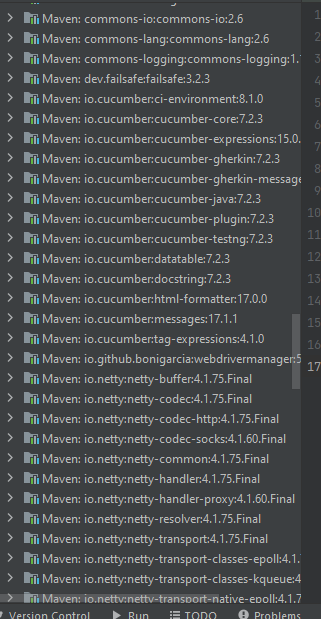 Maven: commons-io:commons-io:2.6
Maven: commons-lang:commons-lang:2.6
Maven: commons-logging:commons-logging:1.
Maven: dev.failsafe:failsafe:3.2.3
Maven: io.cucumber:ci-environment:8.1.0
Maven: io.cucumber:cucumber-core:7.2.3
Maven: io.cucumber:cucumber-expressions:15.0.
Maven: io.cucumber:cucumber-gherkin:7.2.3
Maven: io.cucumber:cucumber-gherkin-message
Maven: io.cucumber:cucumber-java:7.2.3
Maven: io.cucumber:cucumber-plugin:7.2.3
Maven: io.cucumber:cucumber-testng:7.2.3
Maven: io.cucumber:datatable:7.2.3
Maven: io.cucumber:docstring:7.2.3
Maven: io.cucumber:html-formatter:17.0.0
Maven: io.cucumber:messages:17.1.1
Maven: io.cucumber:tag-expressions:4.1.0
Maven: io.github.bonigarcia:webdrivermanager:5
Maven: io.netty:netty-buffer:4.1.75.Final
Maven: io.netty:netty-codec:4.1.75.Final
Maven: io.netty:netty-codec-http:4.1.75.Final
Maven: io.netty:netty-codec-socks:4.1.60.Final
Maven: io.netty:netty-common:4.1.75.Final
Maven: io.netty:netty-handler:4.1.75.Final
Maven: io.netty:netty-handler-proxy:4.1.60.Final
Maven: io.netty:netty-resolver:4.1.75.Final
Maven: io.netty:netty-transport:4.1.75.Final
Maven: io.netty:netty-transport-classes-epoll:4.1.
Maven: io.netty:netty-transport-classes-kqueue:4
Maven: io.netty:netty-transport-native-epoll:4.1.7
1
2
3
4
5
6
7
8
9
10
11
12
13
14
15
16
17
Version Control Run TODO Problems